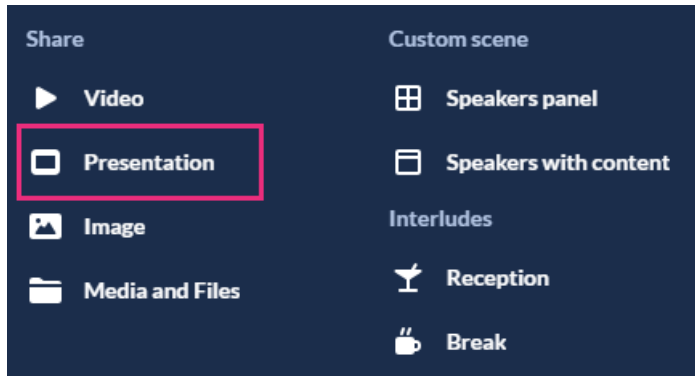 Share
Video
Presentation
Image
Media and Files
Custom scene
Speakers panel
Speakers with content
Interludes
Reception
Break